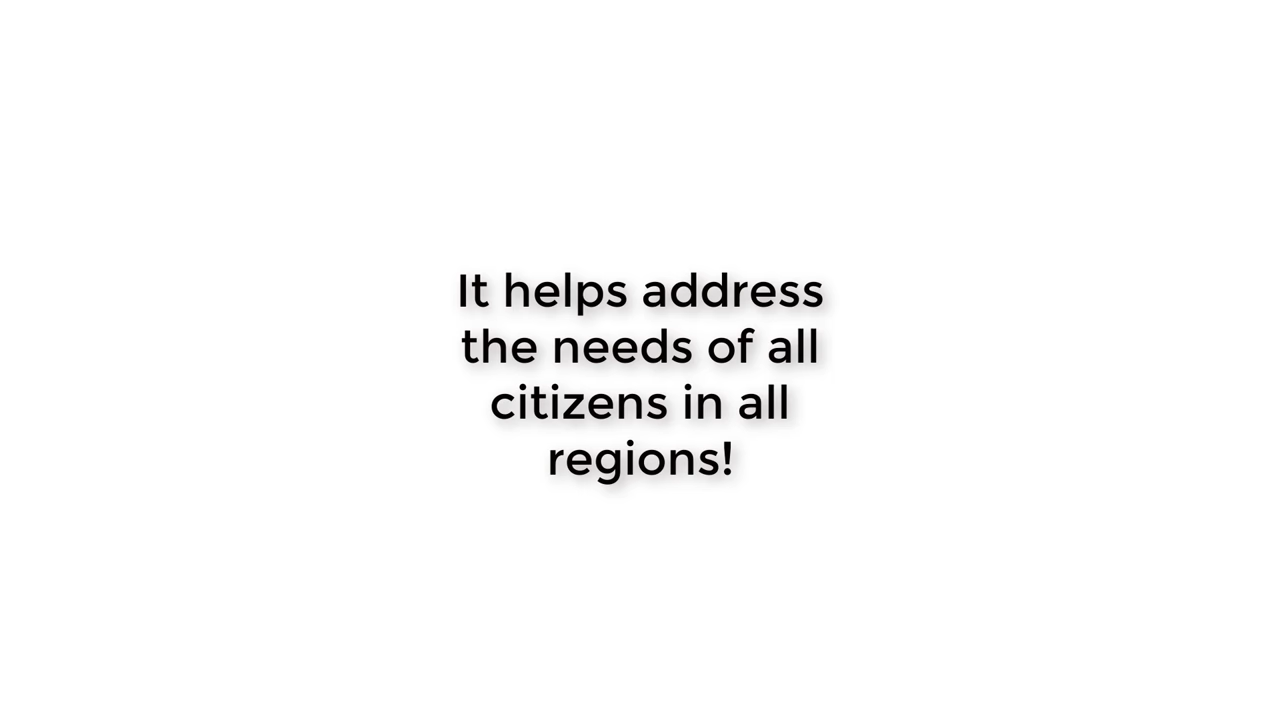 It helps address
the needs of all
citizens in all
regions!